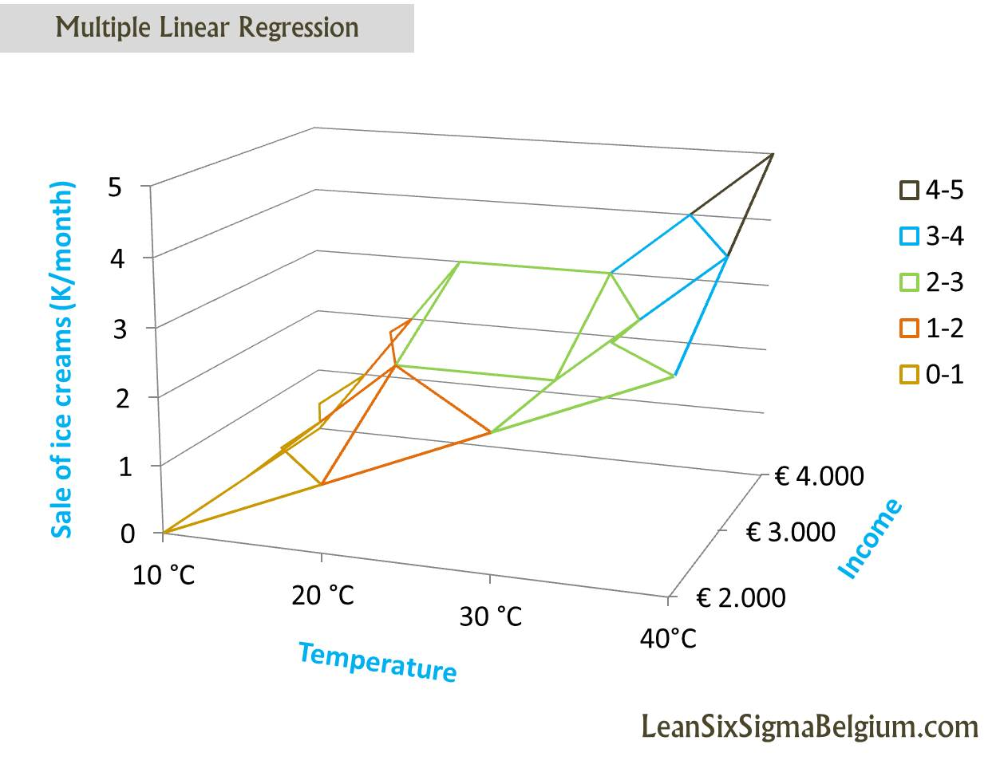 Multiple Linear Regression
Sale of ice creams (K/month)
5
4
3
2
1
0
10 °C
20 °C
30 °C
40°C
Temperature
€ 4.000
€ 3.000
€ 2.000
Income
4-5
3-4
2-3
1-2
0-1
LeanSixSigmaBelgium.com